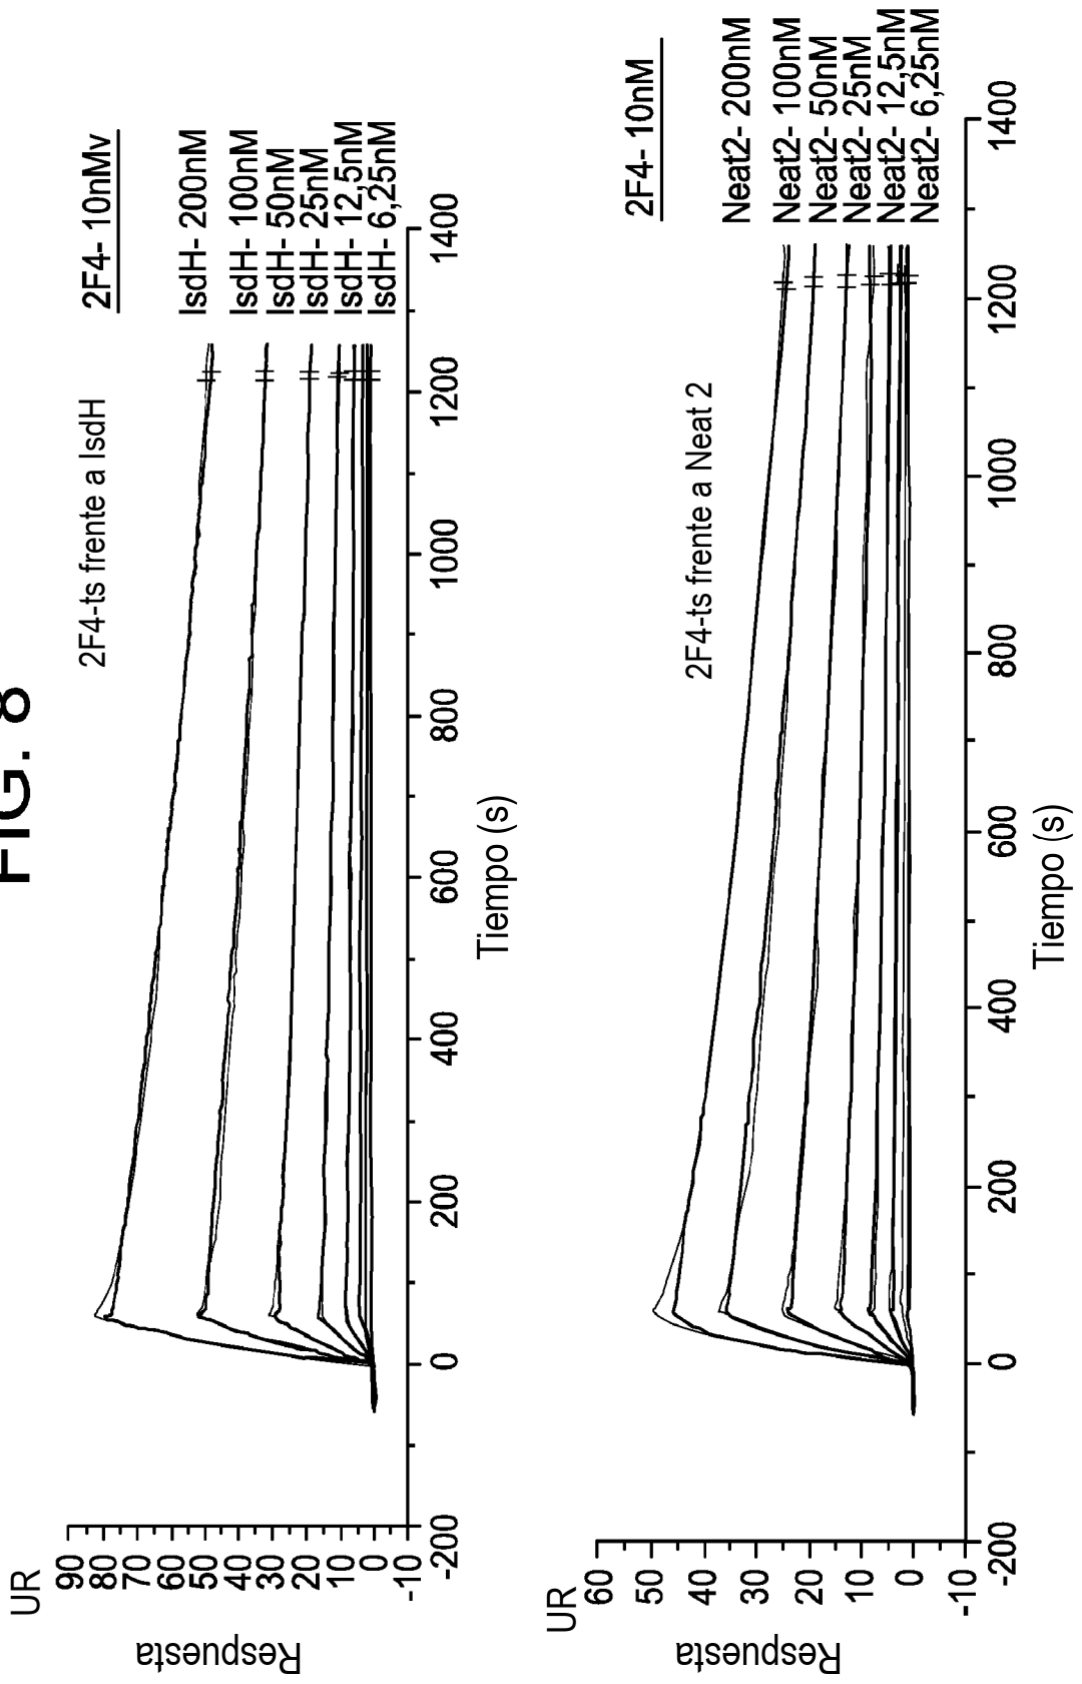 FIG. 8
2F4- 10nMv
2F4-ts frente a IsdH
IsdH- 200nM
IsdH- 100nM
IsdH- 50nM
IsdH- 25nM
IsdH- 12,5nM
IsdH- 6,25nM
UR
90
80
70
60
50
40
30
20
10
0
-10
Respuesta
-200
0
200
400
600
800
1000
1200
1400
Tiempo (s)
2F4- 10nM
2F4-ts frente a Neat 2
Neat2- 200nM
Neat2- 100nM
Neat2- 50nM
Neat2- 25nM
Neat2- 12,5nM
Neat2- 6,25nM
UR
60
50
40
30
20
10
0
-10
Respuesta
-200
0
200
400
600
800
1000
1200
1400
Tiempo (s)